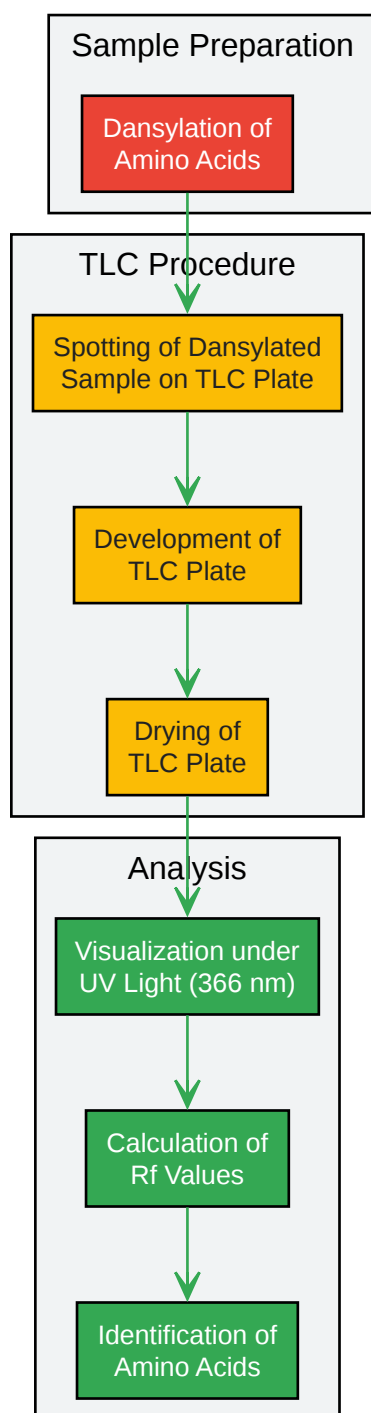 Sample Preparation
Dansylation of
Amino Acids
TLC Procedure
Spotting of Dansylated
Sample on TLC Plate
Development of
TLC Plate
Drying of
TLC Plate
Analysis
Visualization under
UV Light (366 nm)
Calculation of
Rf Values
Identification of
Amino Acids